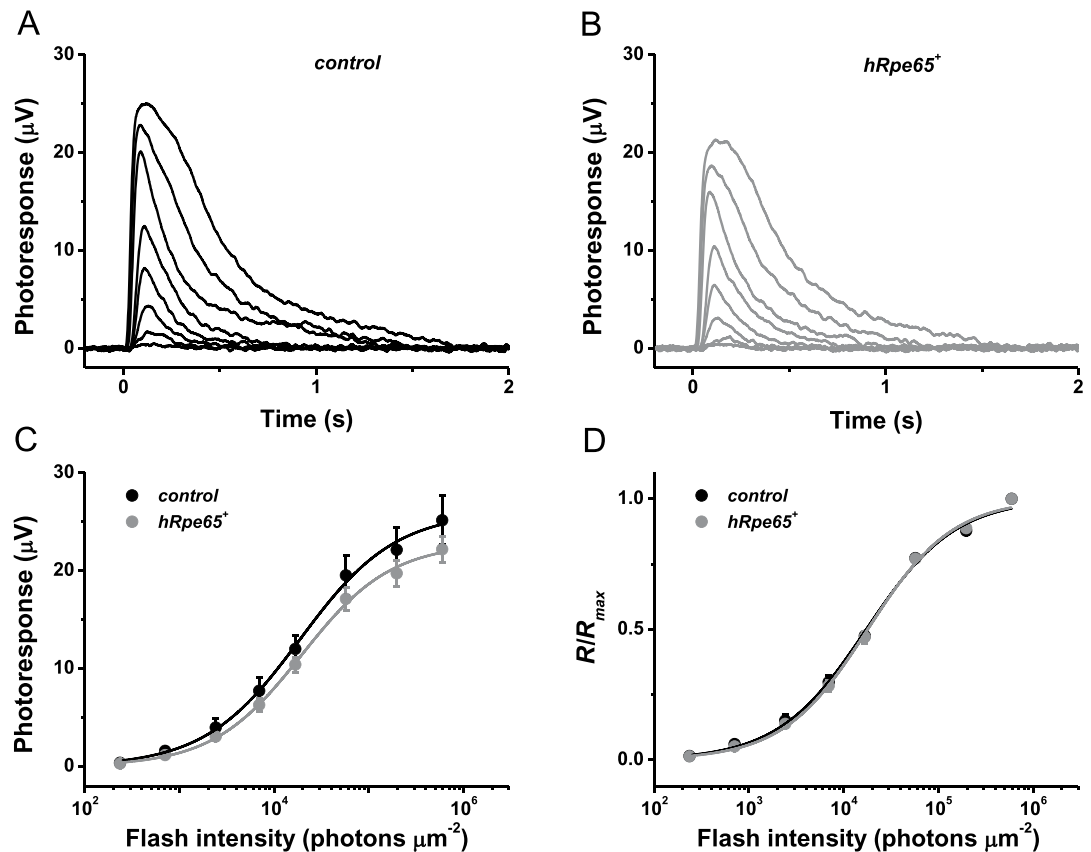 A
control
Photoresponse (µV)
30
20
10
0
0
1
2
Time (s)
B
hRpe65+
Photoresponse (µV)
30
20
10
0
0
1
2
Time (s)
C
control
hRpe65+
Photoresponse (µV)
30
20
10
0
10²
10⁴
10⁶
Flash intensity (photons µm⁻²)
D
control
hRpe65+
R/Rmax
1.0
0.5
0.0
10²
10³
10⁴
10⁵
10⁶
Flash intensity (photons µm⁻²)